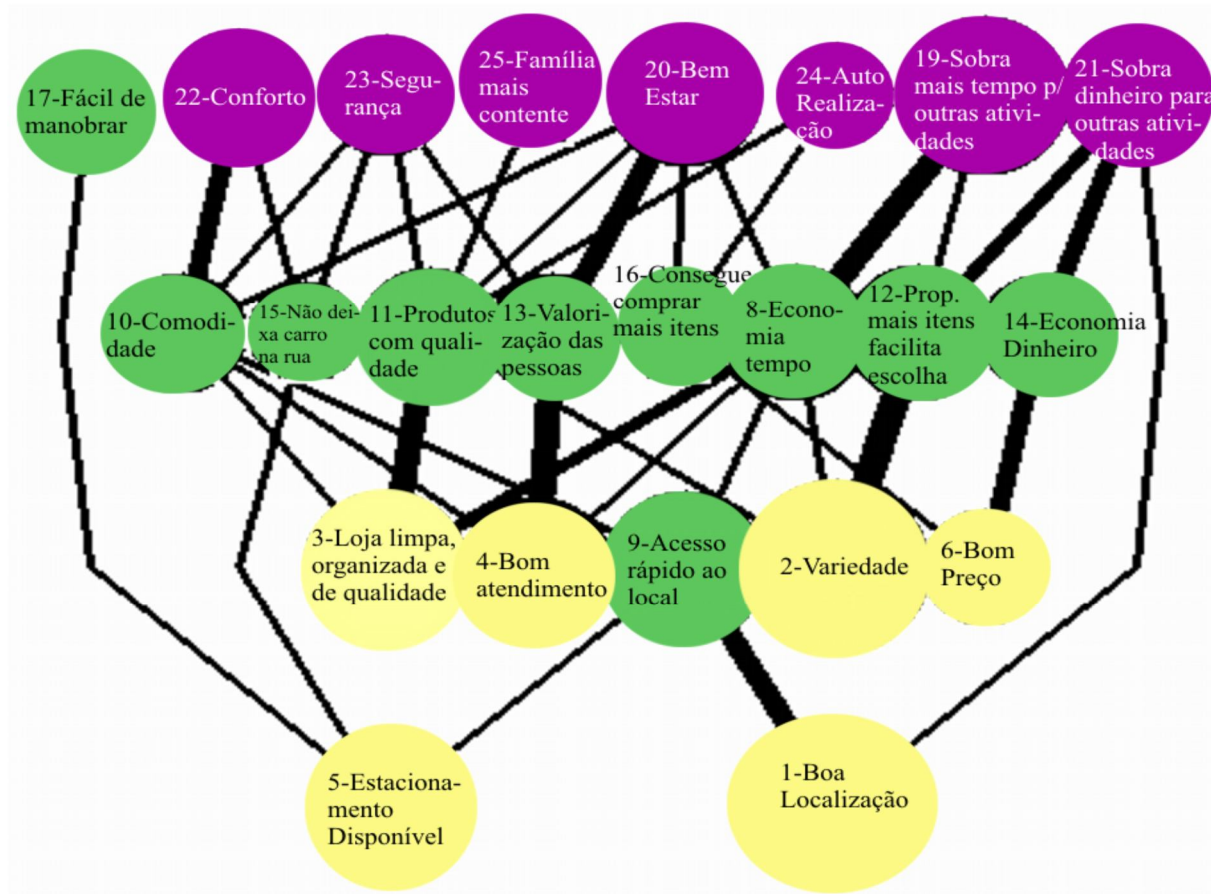 17-Fácil de
manobrar
22-Conforto
23-Segu-
rança
25-Família
mais
contente
20-Bem
Estar
24-Auto
Realiza-
ção
19-Sobra
mais tempo p/
outras ativi-
dades
21-Sobra
dinheiro para
outras ativi-
dades
10-Comodi-
dade
15-Não dei-
xa carro
na rua
11-Produtos
com quali-
dade
13-Valori-
zação das
pessoas
16-Consegue
comprar
mais itens
8-Econo-
mia
tempo
12-Prop.
mais itens
facilita
escolha
14-Economia
Dinheiro
3-Loja limpa,
organizada e
de qualidade
4-Bom
atendimento
9-Acesso
rápido ao
local
2-Variedade
6-Bom
Preço
5-Estaciona-
mento
Disponível
1-Boa
Localização